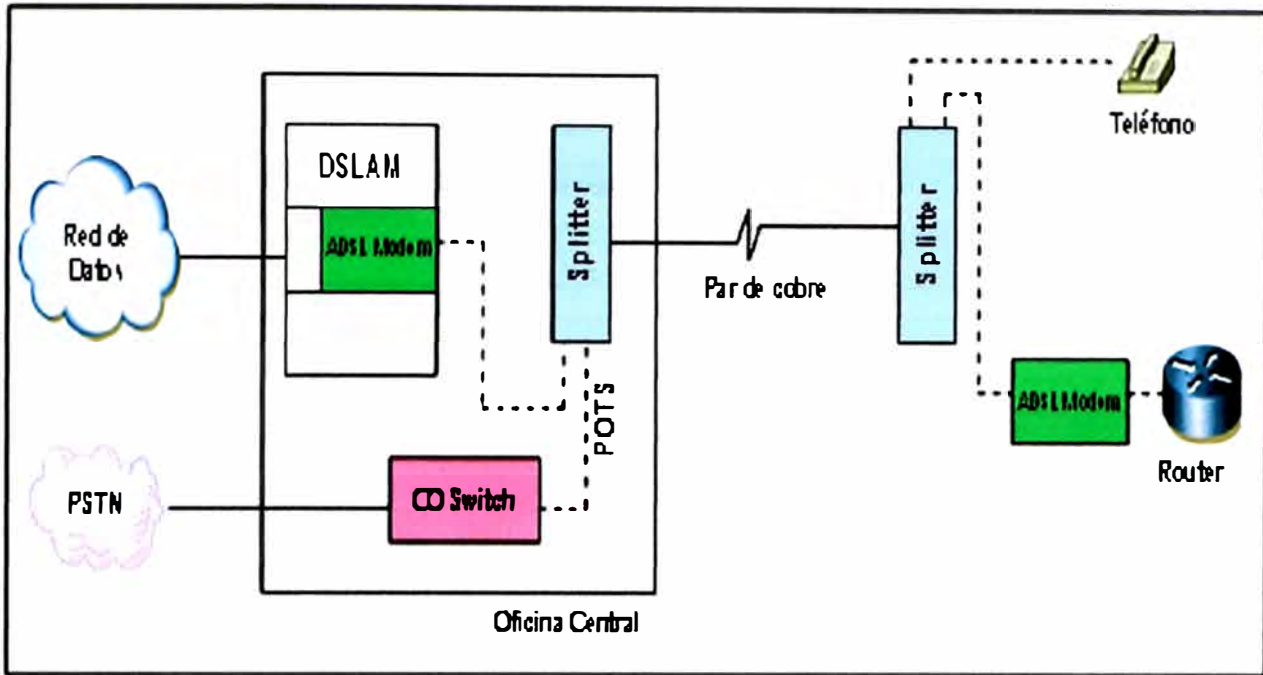 Teléfono
DSLAM
Red de
Datos
ADSL Modem
Splitter
Splitter
Par de cobre
POTS
ADSL Modem
PSTN
CO Switch
Router
Oficina Central